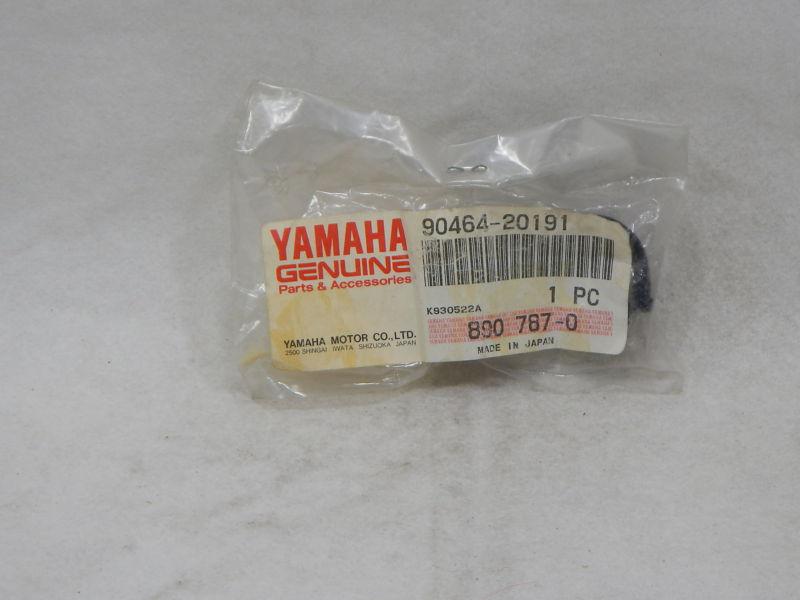 YAMAHA
GENUINE
Parts & Accessories
YAMAHA MOTOR CO.,LTD.
2500 SHINGAI IWATA SHIZUOKA JAPAN
90464-20191
1 PC
K930522A
890 787-0
MADE IN JAPAN